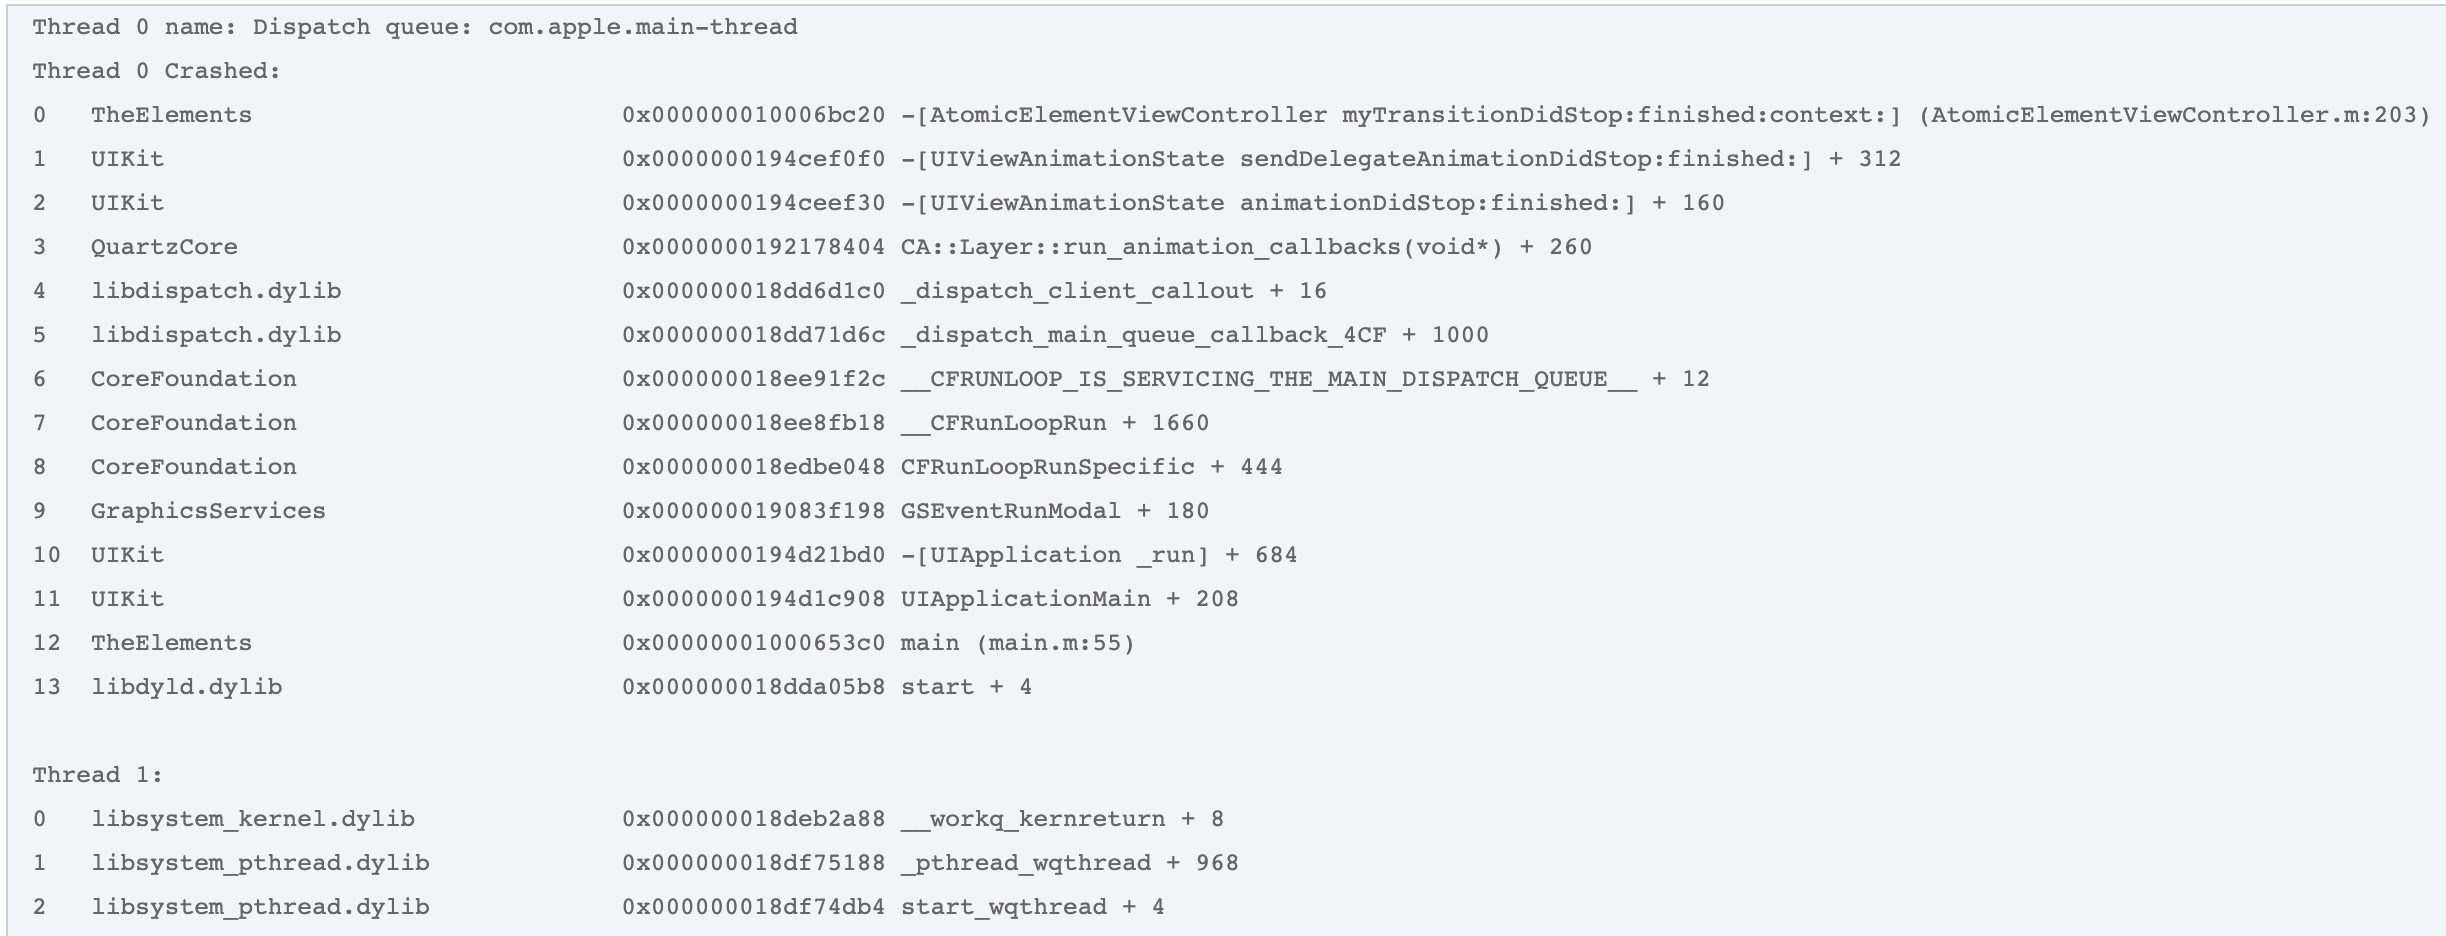 Thread 0 name: Dispatch queue: com.apple.main-thread
Thread 0 Crashed:
0   TheElements                         0x000000010006bc20 -[AtomicElementViewController myTransitionDidStop:finished:context:] (AtomicElementViewController.m:203)
1   UIKit                               0x0000000194cef0f0 -[UIViewAnimationState sendDelegateAnimationDidStop:finished:] + 312
2   UIKit                               0x0000000194ceef30 -[UIViewAnimationState animationDidStop:finished:] + 160
3   QuartzCore                          0x0000000192178404 CA::Layer::run_animation_callbacks(void*) + 260
4   libdispatch.dylib                   0x000000018dd6d1c0 _dispatch_client_callout + 16
5   libdispatch.dylib                   0x000000018dd71d6c _dispatch_main_queue_callback_4CF + 1000
6   CoreFoundation                      0x000000018ee91f2c __CFRUNLOOP_IS_SERVICING_THE_MAIN_DISPATCH_QUEUE__ + 12
7   CoreFoundation                      0x000000018ee8fb18 __CFRunLoopRun + 1660
8   CoreFoundation                      0x000000018edbe048 CFRunLoopRunSpecific + 444
9   GraphicsServices                    0x000000019083f198 GSEventRunModal + 180
10  UIKit                               0x0000000194d21bd0 -[UIApplication _run] + 684
11  UIKit                               0x0000000194d1c908 UIApplicationMain + 208
12  TheElements                         0x00000001000653c0 main (main.m:55)
13  libdyld.dylib                       0x000000018dda05b8 start + 4
Thread 1:
0   libsystem_kernel.dylib              0x000000018deb2a88 __workq_kernreturn + 8
1   libsystem_pthread.dylib             0x000000018df75188 _pthread_wqthread + 968
2   libsystem_pthread.dylib             0x000000018df74db4 start_wqthread + 4